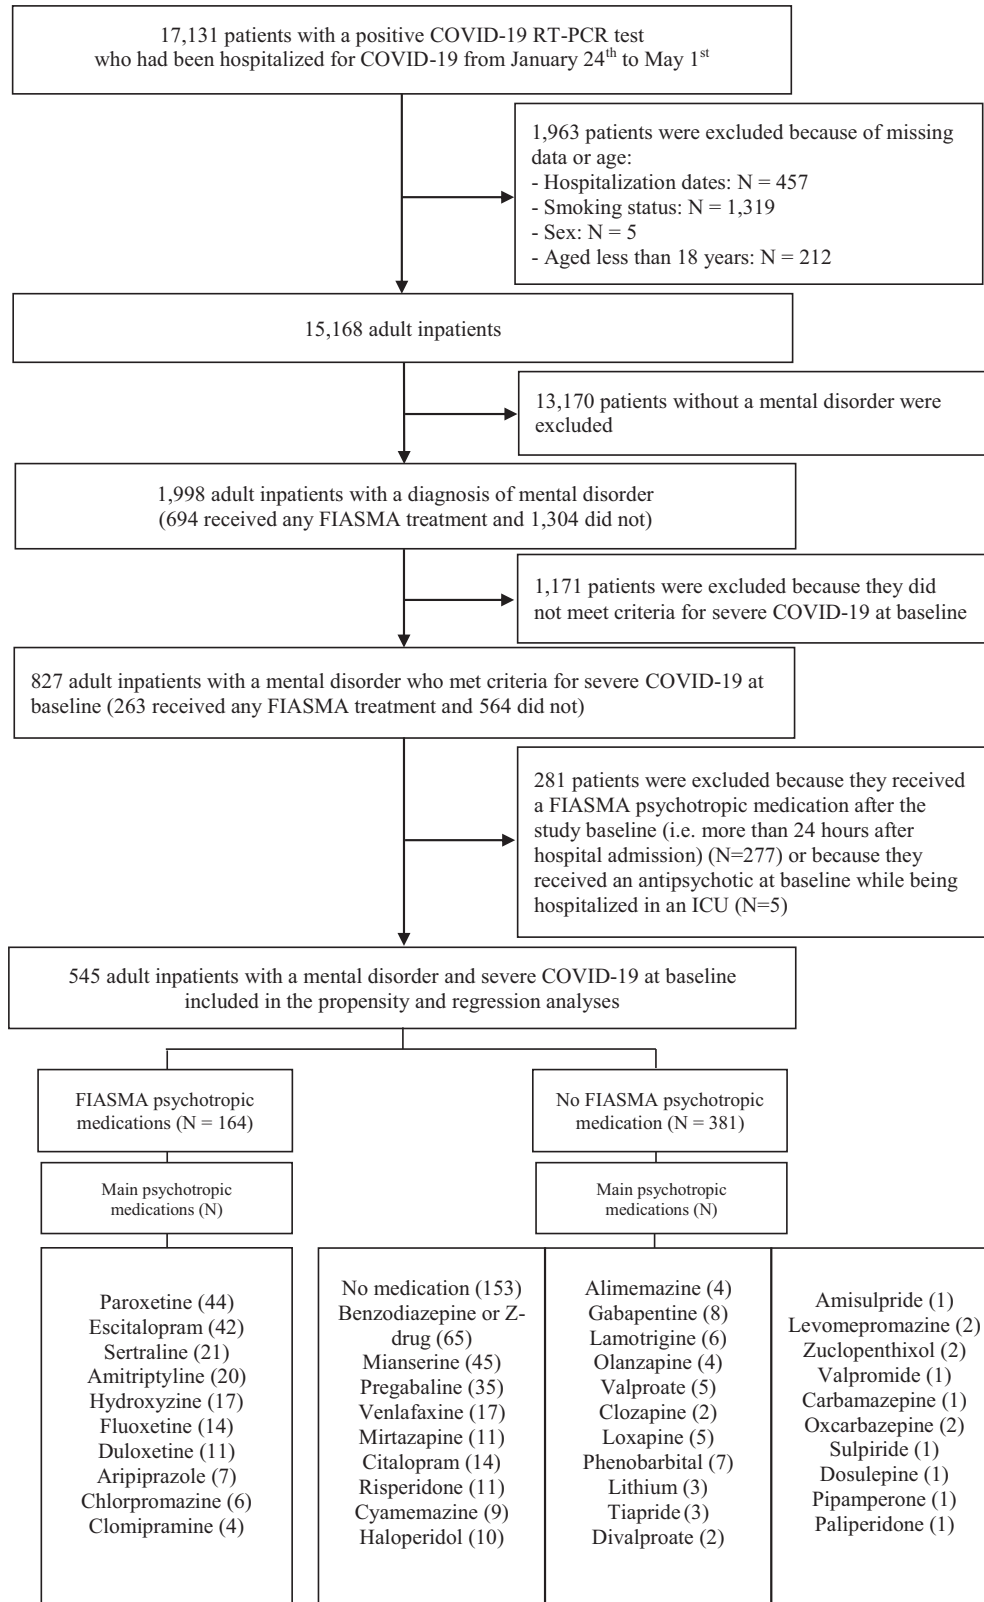 17,131 patients with a positive COVID-19 RT-PCR test
who had been hospitalized for COVID-19 from January 24th to May 1st
1,963 patients were excluded because of missing
data or age:
- Hospitalization dates: N = 457
- Smoking status: N = 1,319
- Sex: N = 5
- Aged less than 18 years: N = 212
15,168 adult inpatients
13,170 patients without a mental disorder were
excluded
1,998 adult inpatients with a diagnosis of mental disorder
(694 received any FIASMA treatment and 1,304 did not)
1,171 patients were excluded because they did
not meet criteria for severe COVID-19 at baseline
827 adult inpatients with a mental disorder who met criteria for severe COVID-19 at
baseline (263 received any FIASMA treatment and 564 did not)
281 patients were excluded because they received
a FIASMA psychotropic medication after the
study baseline (i.e. more than 24 hours after
hospital admission) (N=277) or because they
received an antipsychotic at baseline while being
hospitalized in an ICU (N=5)
545 adult inpatients with a mental disorder and severe COVID-19 at baseline
included in the propensity and regression analyses
FIASMA psychotropic
medications (N = 164)
No FIASMA psychotropic
medication (N = 381)
Main psychotropic
medications (N)
Main psychotropic
medications (N)
Paroxetine (44)
Escitalopram (42)
Sertraline (21)
Amitriptyline (20)
Hydroxyzine (17)
Fluoxetine (14)
Duloxetine (11)
Aripiprazole (7)
Chlorpromazine (6)
Clomipramine (4)
No medication (153)
Benzodiazepine or Z-
drug (65)
Mianserine (45)
Pregabaline (35)
Venlafaxine (17)
Mirtazapine (11)
Citalopram (14)
Risperidone (11)
Cyamemazine (9)
Haloperidol (10)
Alimemazine (4)
Gabapentine (8)
Lamotrigine (6)
Olanzapine (4)
Valproate (5)
Clozapine (2)
Loxapine (5)
Phenobarbital (7)
Lithium (3)
Tiapride (3)
Divalproate (2)
Amisulpride (1)
Levomepromazine (2)
Zuclopenthixol (2)
Valpromide (1)
Carbamazepine (1)
Oxcarbazepine (2)
Sulpiride (1)
Dosulepine (1)
Pipamperone (1)
Paliperidone (1)